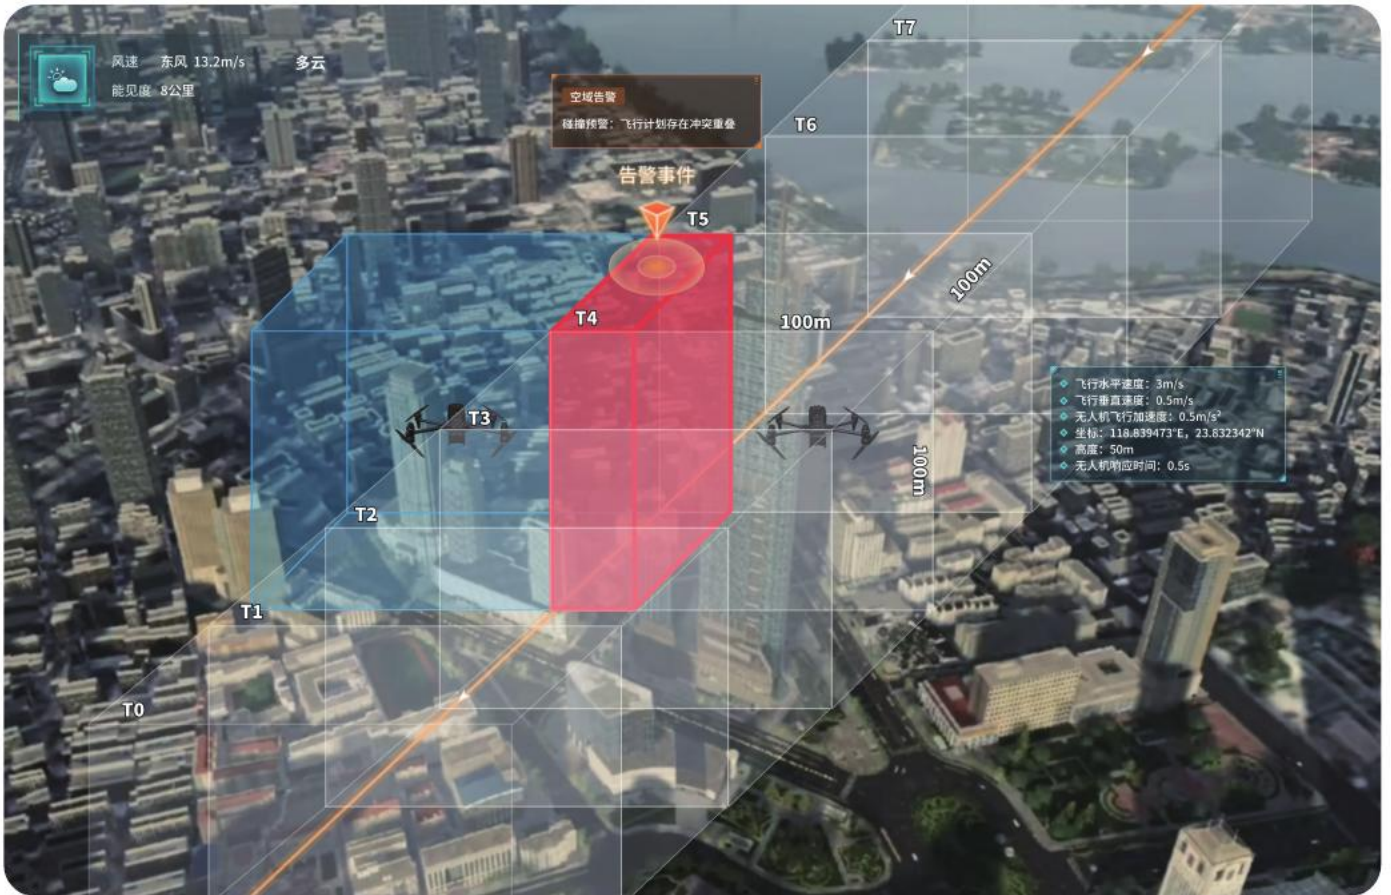 风速 东风 13.2m/s 多云
能见度 8公里
空域告警
碰撞预警：飞行计划存在冲突重叠
告警事件
T7
T6
T5
T4
T3
T2
T1
T0
100m
100m
100m
飞行水平速度：3m/s
飞行垂直速度：0.5m/s
无人机飞行加速度：0.5m/s²
坐标：118.839473°E，23.832342°N
高度：50m
无人机响应时间：0.5s